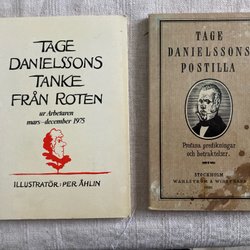 TAGE
DANIELSSONS
TANKE
FRÅN ROTEN
ur Arbetaren
mars–december 1975
ILLUSTRATÖR: PER ÅHLIN
TAGE
DANIELSSONS
POSTILLA
Profana predikningar
och betraktelser.
STOCKHOLM
WAHLSTRÖM & WIDSTRAND